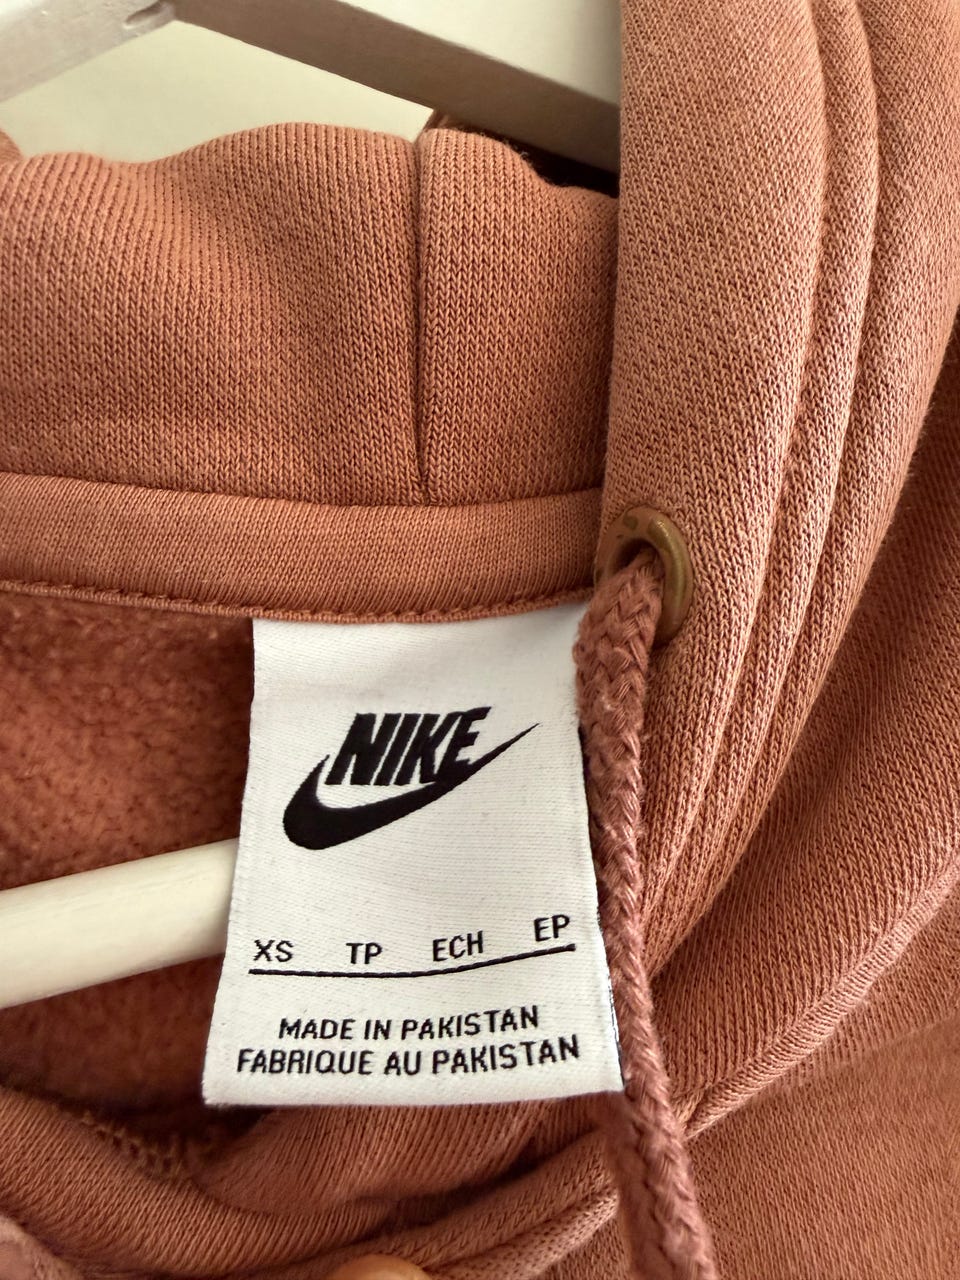 NIKE
XS TP ECH EP
MADE IN PAKISTAN
FABRIQUE AU PAKISTAN